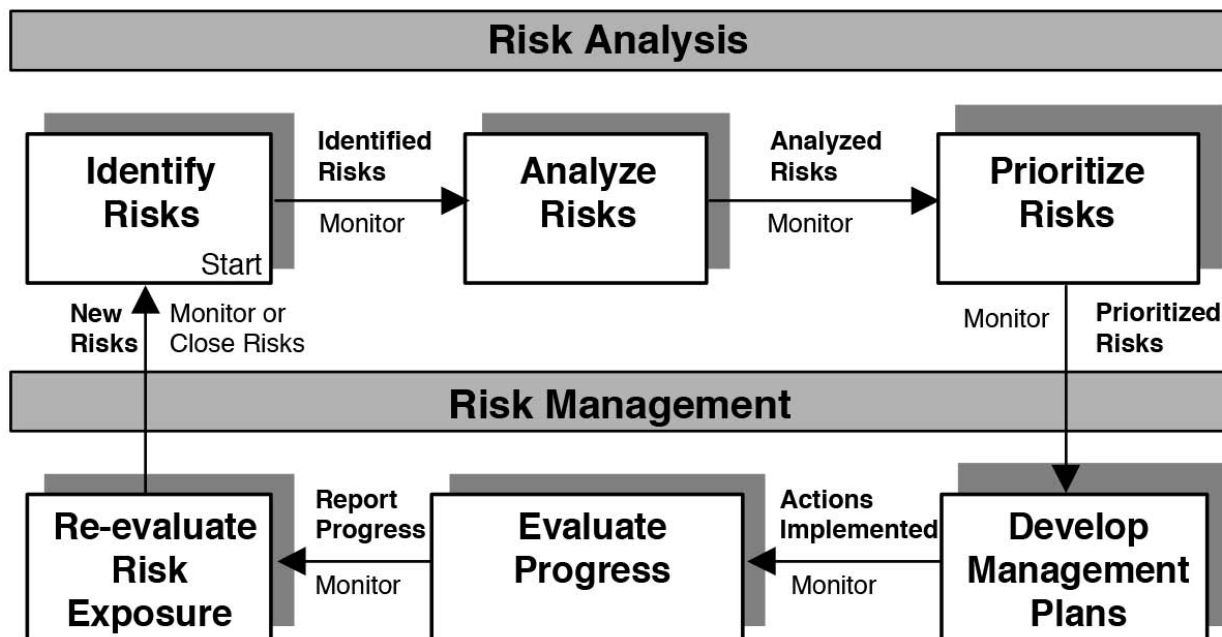 Risk Analysis
Identify
Risks
Start
Identified
Risks
Monitor
Analyze
Risks
Analyzed
Risks
Monitor
Prioritize
Risks
New
Risks
Monitor or
Close Risks
Monitor
Prioritized
Risks
Risk Management
Re-evaluate
Risk
Exposure
Report
Progress
Monitor
Evaluate
Progress
Actions
Implemented
Monitor
Develop
Management
Plans